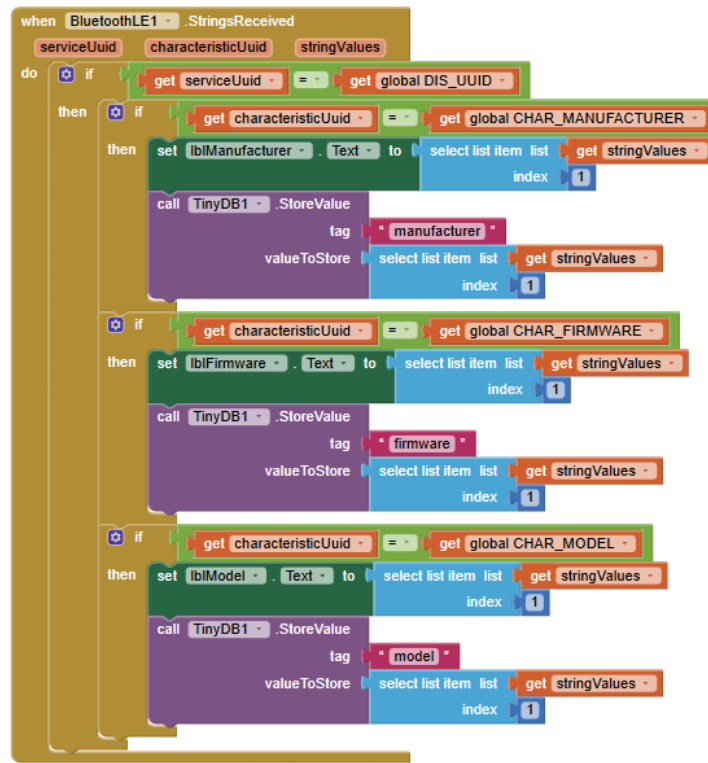 when BluetoothLE1 .StringsReceived
serviceUuid characteristicUuid stringValues
do if get serviceUuid = get global DIS_UUID
then if get characteristicUuid = get global CHAR_MANUFACTURER
then set lblManufacturer . Text to select list item list get stringValues
index 1
call TinyDB1 .StoreValue
tag " manufacturer "
valueToStore select list item list get stringValues
index 1
if get characteristicUuid = get global CHAR_FIRMWARE
then set lblFirmware . Text to select list item list get stringValues
index 1
call TinyDB1 .StoreValue
tag " firmware "
valueToStore select list item list get stringValues
index 1
if get characteristicUuid = get global CHAR_MODEL
then set lblModel . Text to select list item list get stringValues
index 1
call TinyDB1 .StoreValue
tag " model "
valueToStore select list item list get stringValues
index 1